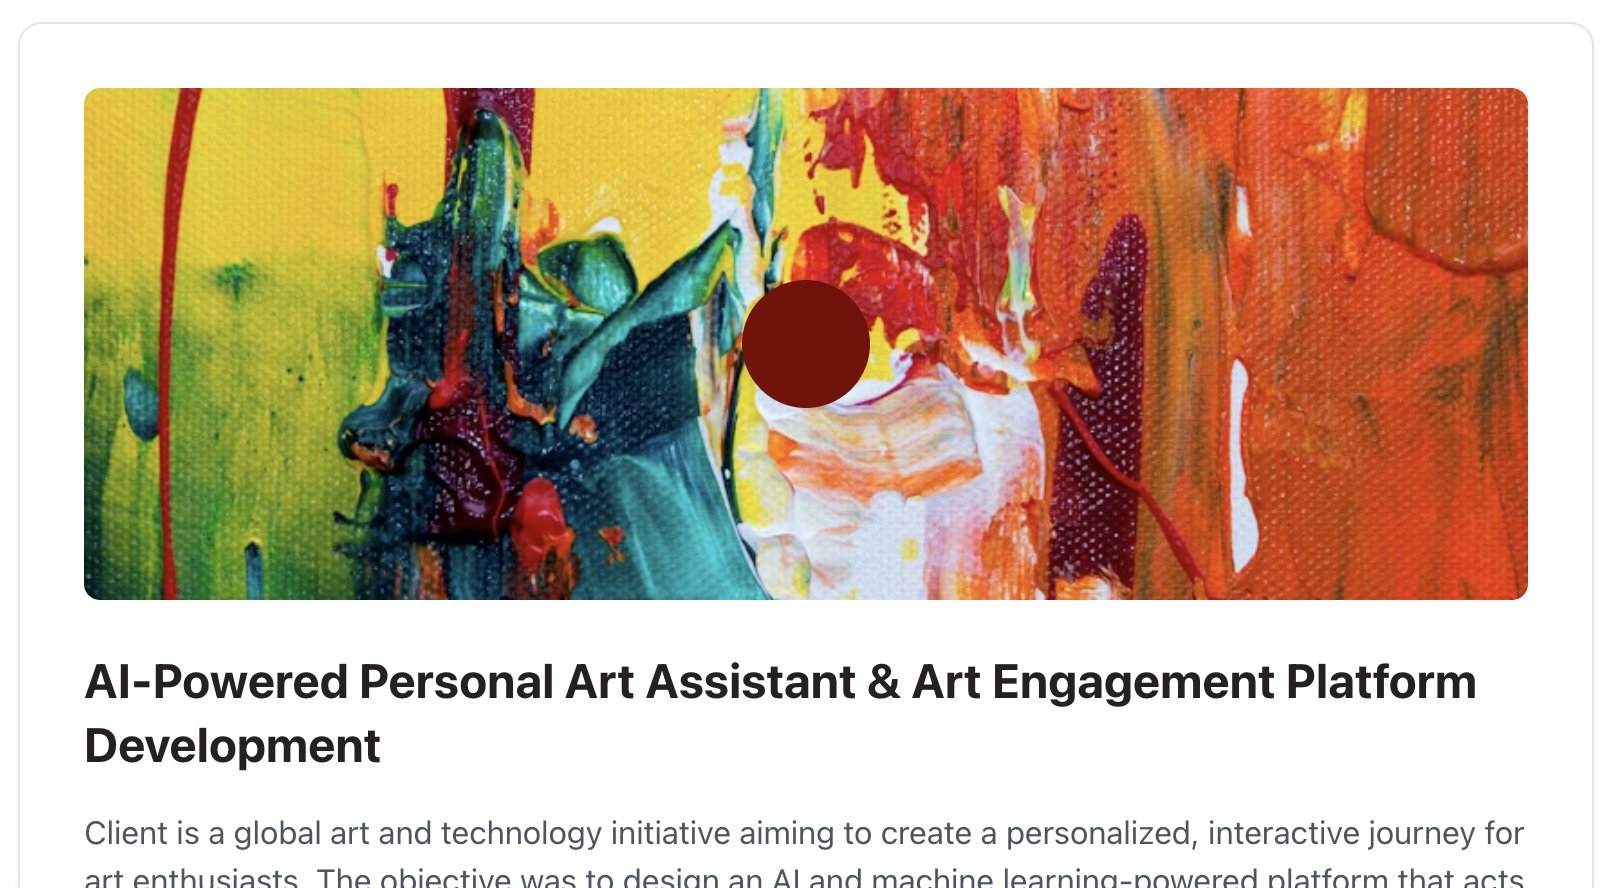 AI-Powered Personal Art Assistant & Art Engagement Platform
Development
Client is a global art and technology initiative aiming to create a personalized, interactive journey for
art enthusiasts. The objective was to design an AI and machine learning-powered platform that acts